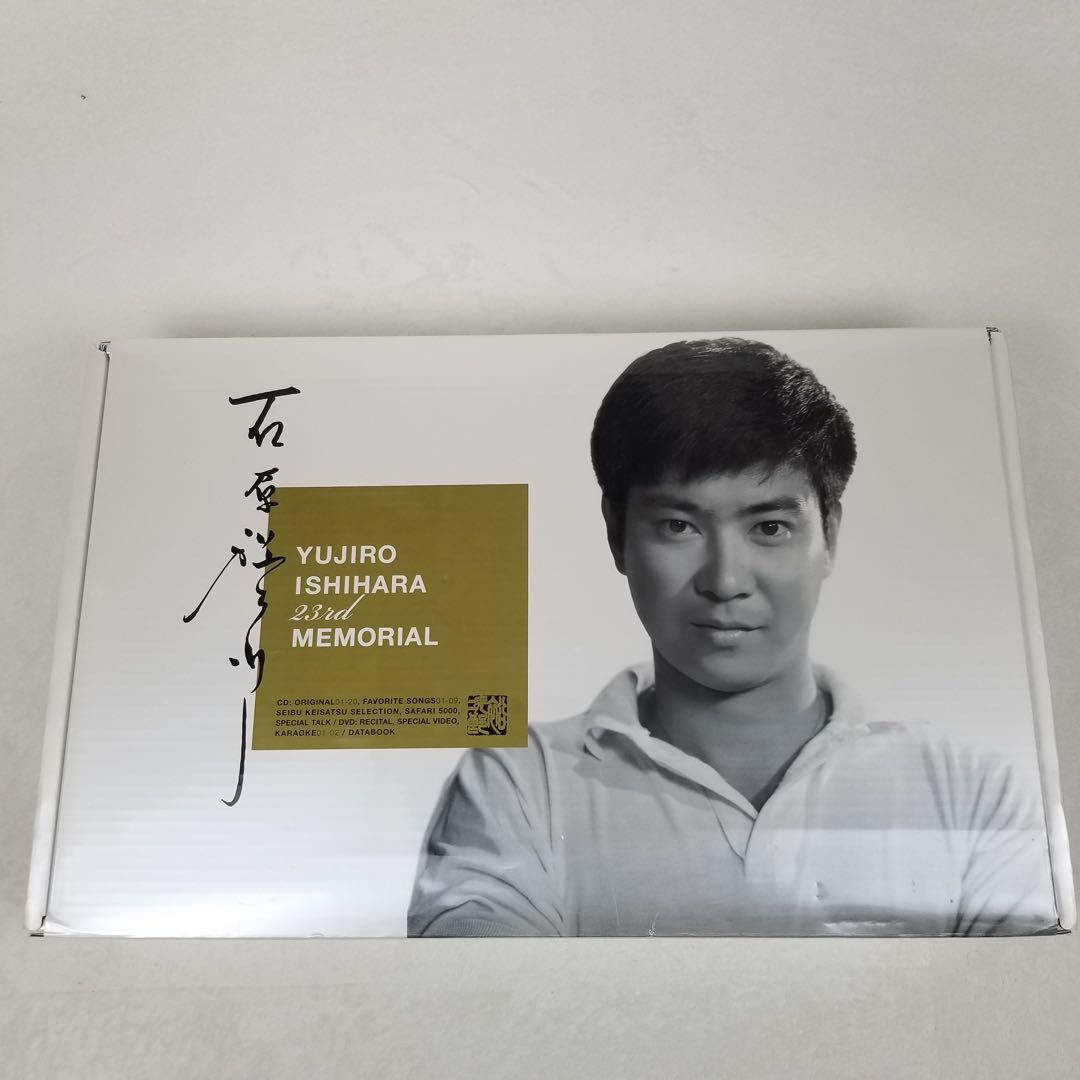 石原裕次郎
YUJIRO
ISHIHARA
23rd
MEMORIAL
CD: ORIGINAL01-20, FAVORITE SONGS01-09,
SEIBU KEISATSU SELECTION, SAFARI 5000,
SPECIAL TALK / DVD: RECITAL, SPECIAL VIDEO,
KARAOKE01-02 / DATABOOK